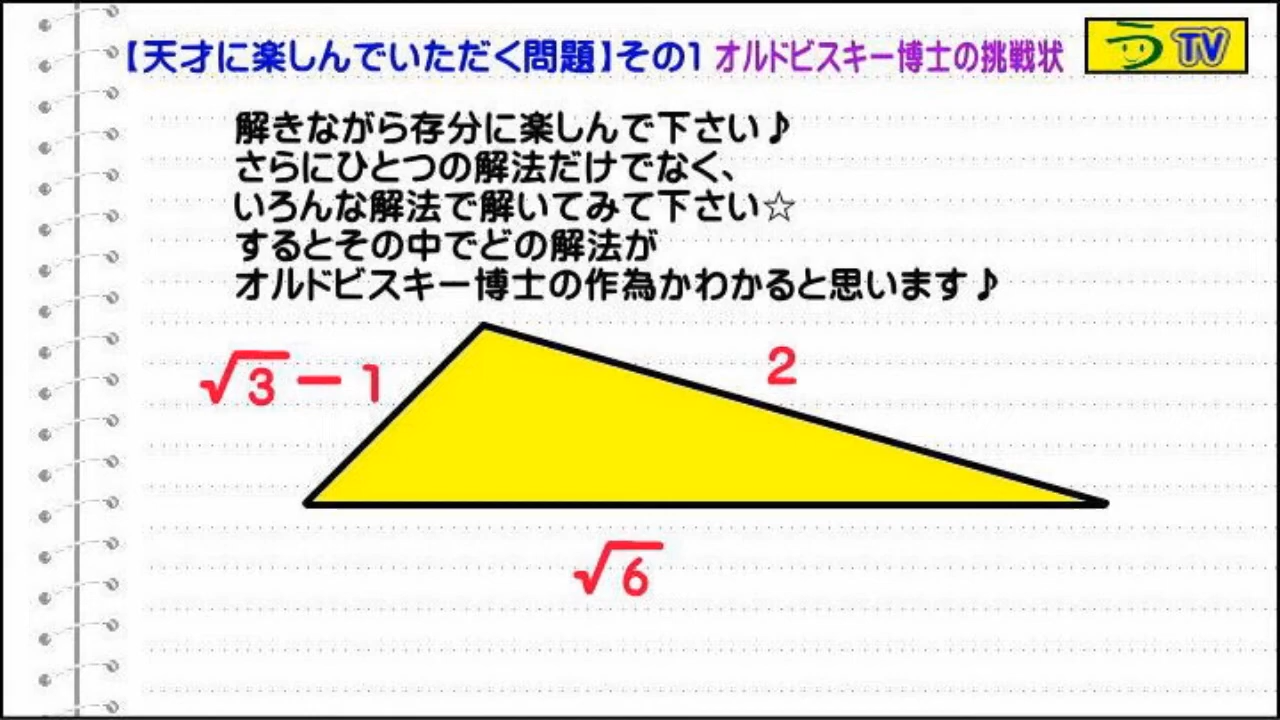 【天才に楽しんでいただく問題】その1 オルドビスキー博士の挑戦状
う TV
解きながら存分に楽しんで下さい♪
さらにひとつの解法だけでなく、
いろんな解法で解いてみて下さい☆
するとその中でどの解法が
オルドビスキー博士の作為かわかると思います♪
√3 − 1
2
√6